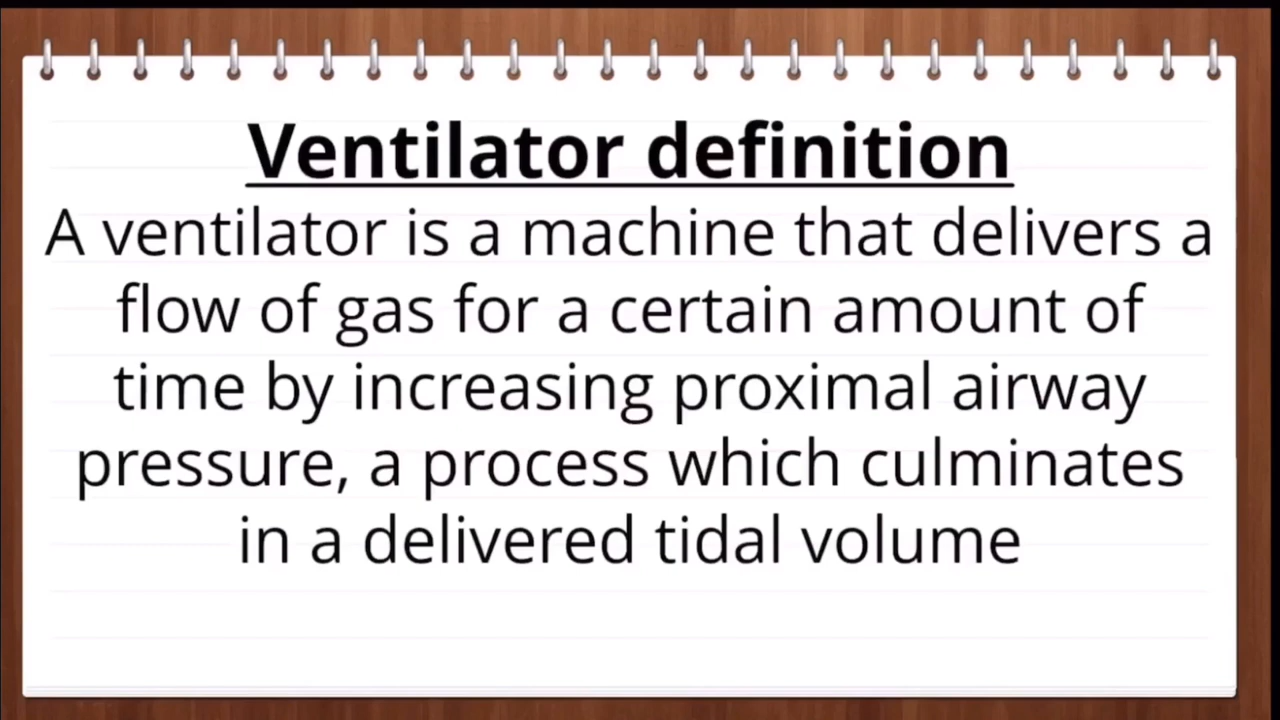 Ventilator definition
A ventilator is a machine that delivers a
flow of gas for a certain amount of
time by increasing proximal airway
pressure, a process which culminates
in a delivered tidal volume